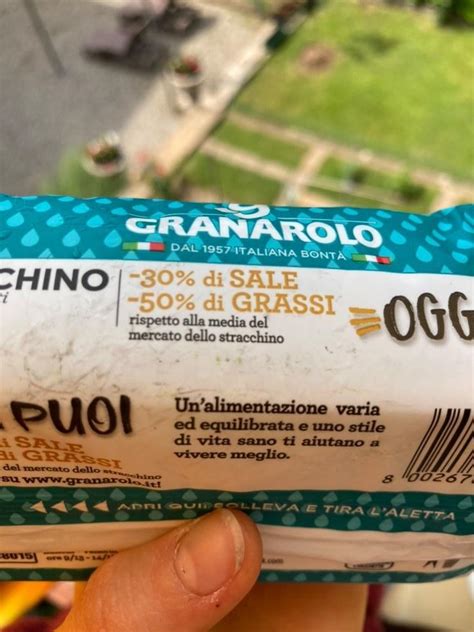 GRANAROLO
DAL 1957 ITALIANA BONTÀ
CHINO
-30% di SALE
-50% di GRASSI
rispetto alla media del
mercato dello stracchino
OGG
PUOI
di SALE
di GRASSI
del mercato dello stracchino
su www.granarolo.it!
Un'alimentazione varia
ed equilibrata e uno stile
di vita sano ti aiutano a
vivere meglio.
8 00267
APRI QUI: SOLLEVA E TIRA L'ALETTA